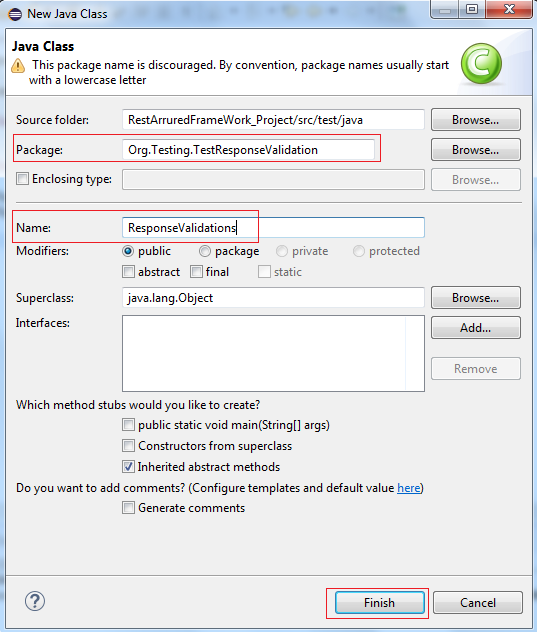 New Java Class
Java Class
This package name is discouraged. By convention, package names usually start
with a lowercase letter
Source folder: RestArruredFrameWork_Project/src/test/java Browse...
Package: Org.Testing.TestResponseValidation Browse...
Enclosing type: Browse...
Name: ResponseValidations
Modifiers: public package private protected
abstract final static
Superclass: java.lang.Object Browse...
Interfaces: Add...
Remove
Which method stubs would you like to create?
public static void main(String[] args)
Constructors from superclass
Inherited abstract methods
Do you want to add comments? (Configure templates and default value here)
Generate comments
? Finish Cancel